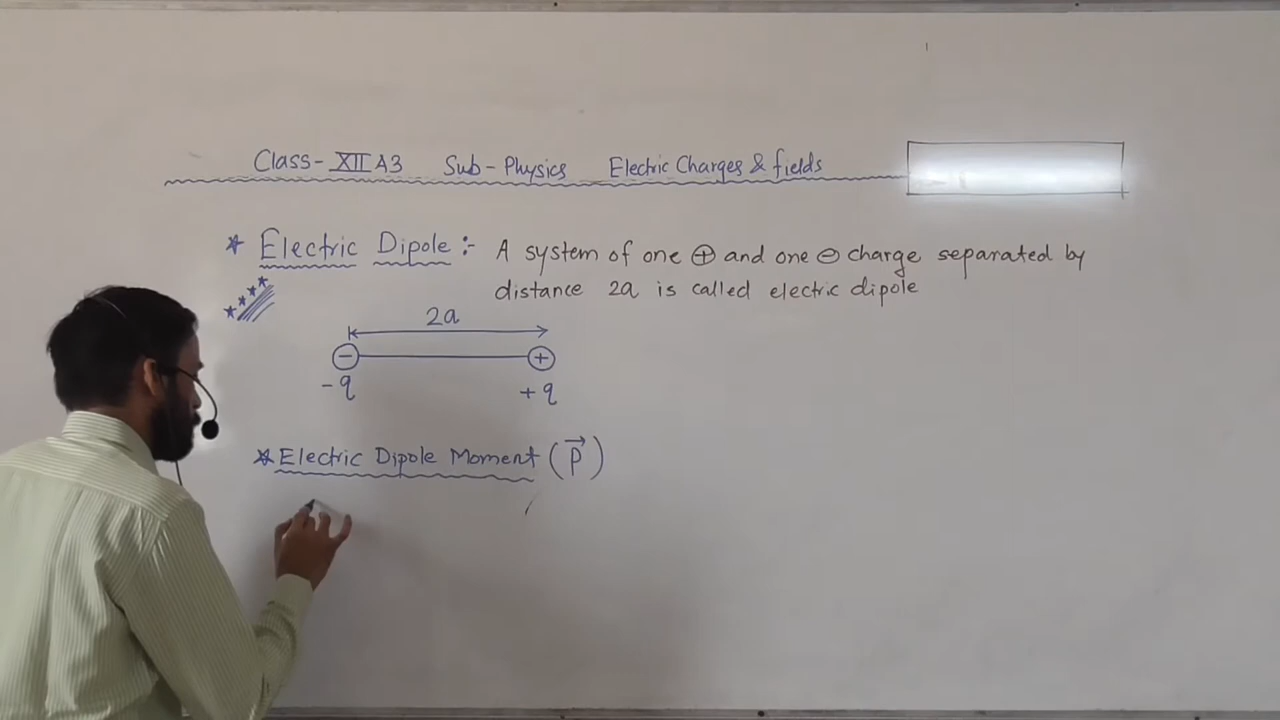 Class-XII A3 Sub-Physics Electric Charges & fields
* Electric Dipole:- A system of one ⊕ and one ⊖ charge separated by
distance 2a is called electric dipole
2a
− +
-q +q
* Electric Dipole Moment (p⃗)